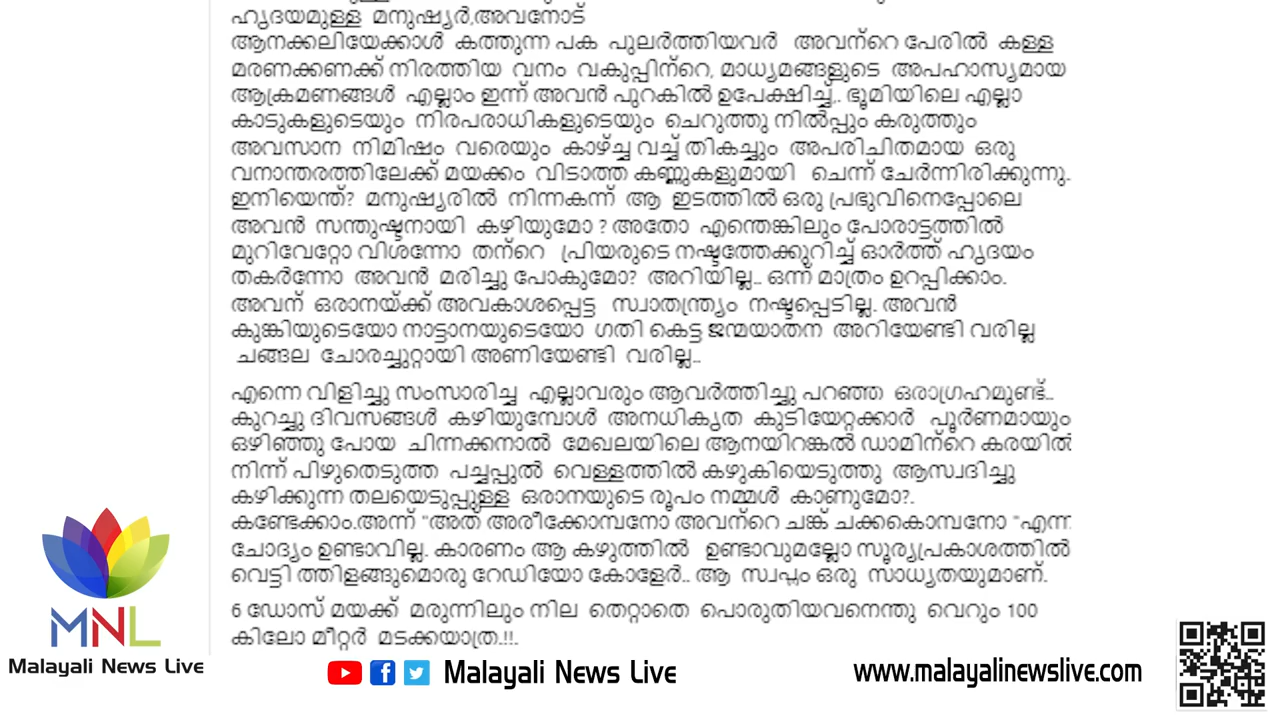 ഹൃദയമുള്ള മനുഷ്യർ,അവനോട്
ആനക്കലിയേക്കാൾ കത്തുന്ന പക പുലർത്തിയവർ അവന്റെ പേരിൽ കള്ള
മരണക്കണക്ക് നിരത്തിയ വനം വകുപ്പിന്റെ, മാധ്യമങ്ങളുടെ അപഹാസ്യമായ
ആക്രമണങ്ങൾ എല്ലാം ഇന്ന് അവൻ പുറകിൽ ഉപേക്ഷിച്ച്.. ഭൂമിയിലെ എല്ലാ
കാടുകളുടെയും നിരപരാധികളുടെയും ചെറുത്തു നിൽപ്പും കരുത്തും
അവസാന നിമിഷം വരെയും കാഴ്ച്ച വച്ച് തികച്ചും അപരിചിതമായ ഒരു
വനാന്തരത്തിലേക്ക് മയക്കം വിടാത്ത കണ്ണുകളുമായി ചെന്ന് ചേർന്നിരിക്കുന്നു..
ഇനിയെന്ത്? മനുഷ്യരിൽ നിന്നകന്ന് ആ ഇടത്തിൽ ഒരു പ്രഭുവിനെപ്പോലെ
അവൻ സന്തുഷ്ടനായി കഴിയുമോ ? അതോ എന്തെങ്കിലും പോരാട്ടത്തിൽ
മുറിവേറ്റോ വിശന്നോ തന്റെ പ്രിയരുടെ നഷ്ടത്തേക്കുറിച്ച് ഓർത്ത് ഹൃദയം
തകർന്നോ അവൻ മരിച്ചു പോകുമോ? അറിയില്ല.. ഒന്ന് മാത്രം ഉറപ്പിക്കാം.
അവന് ഒരാനയ്ക്ക് അവകാശപ്പെട്ട സ്വാതന്ത്ര്യം നഷ്ടപ്പെടില്ല. അവൻ
കുങ്കിയുടെയോ നാട്ടാനയുടെയോ ഗതി കെട്ട ജന്മയാതന അറിയേണ്ടി വരില്ല
ചങ്ങല ചോരച്ചുറ്റായി അണിയേണ്ടി വരില്ല..
എന്നെ വിളിച്ചു സംസാരിച്ച എല്ലാവരും ആവർത്തിച്ചു പറഞ്ഞ ഒരാഗ്രഹമുണ്ട്..
കുറച്ചു ദിവസങ്ങൾ കഴിയുമ്പോൾ അനധികൃത കുടിയേറ്റക്കാർ പൂർണമായും
ഒഴിഞ്ഞു പോയ ചിന്നക്കനാൽ മേഖലയിലെ ആനയിറങ്കൽ ഡാമിന്റെ കരയിൽ
നിന്ന് പിഴുതെടുത്ത പച്ചപ്പുൽ വെള്ളത്തിൽ കഴുകിയെടുത്തു ആസ്വദിച്ചു
കഴിക്കുന്ന തലയെടുപ്പുള്ള ഒരാനയുടെ രൂപം നമ്മൾ കാണുമോ?.
കണ്ടേക്കാം.അന്ന് "അത് അരീക്കോമ്പനോ അവന്റെ ചങ്ക് ചക്കകൊമ്പനോ "എന്ന
ചോദ്യം ഉണ്ടാവില്ല. കാരണം ആ കഴുത്തിൽ ഉണ്ടാവുമല്ലോ സൂര്യപ്രകാശത്തിൽ
വെട്ടി ത്തിളങ്ങുമൊരു റേഡിയോ കോളേർ.. ആ സ്വപ്നം ഒരു സാധ്യതയുമാണ്.
6 ഡോസ് മയക്ക് മരുന്നിലും നില തെറ്റാതെ പൊരുതിയവനെന്തു വെറും 100
കിലോ മീറ്റർ മടക്കയാത്ര.!!.
MNL
Malayali News Live
Malayali News Live
www.malayalinewslive.com